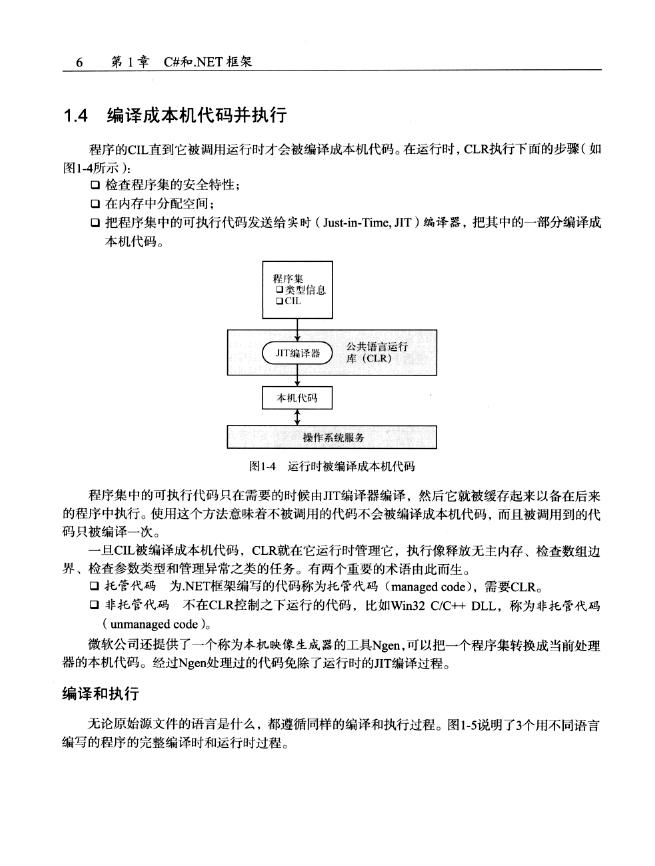 6 第1章 C#和.NET框架
1.4 编译成本机代码并执行
程序的CIL直到它被调用运行时才会被编译成本机代码。在运行时，CLR执行下面的步骤（如
图1-4所示）：
❑ 检查程序集的安全特性；
❑ 在内存中分配空间；
❑ 把程序集中的可执行代码发送给实时（Just-in-Time, JIT）编译器，把其中的一部分编译成
本机代码。
程序集
❑类型信息
❑CIL
JIT编译器
公共语言运行
库（CLR）
本机代码
操作系统服务
图1-4 运行时被编译成本机代码
程序集中的可执行代码只在需要的时候由JIT编译器编译，然后它就被缓存起来以备在后来
的程序中执行。使用这个方法意味着不被调用的代码不会被编译成本机代码，而且被调用到的代
码只被编译一次。
一旦CIL被编译成本机代码，CLR就在它运行时管理它，执行像释放无主内存、检查数组边
界、检查参数类型和管理异常之类的任务。有两个重要的术语由此而生。
❑ 托管代码 为.NET框架编写的代码称为托管代码（managed code），需要CLR。
❑ 非托管代码 不在CLR控制之下运行的代码，比如Win32 C/C++ DLL，称为非托管代码
（unmanaged code）。
微软公司还提供了一个称为本机映像生成器的工具Ngen，可以把一个程序集转换成当前处理
器的本机代码。经过Ngen处理过的代码免除了运行时的JIT编译过程。
编译和执行
无论原始源文件的语言是什么，都遵循同样的编译和执行过程。图1-5说明了3个用不同语言
编写的程序的完整编译时和运行时过程。